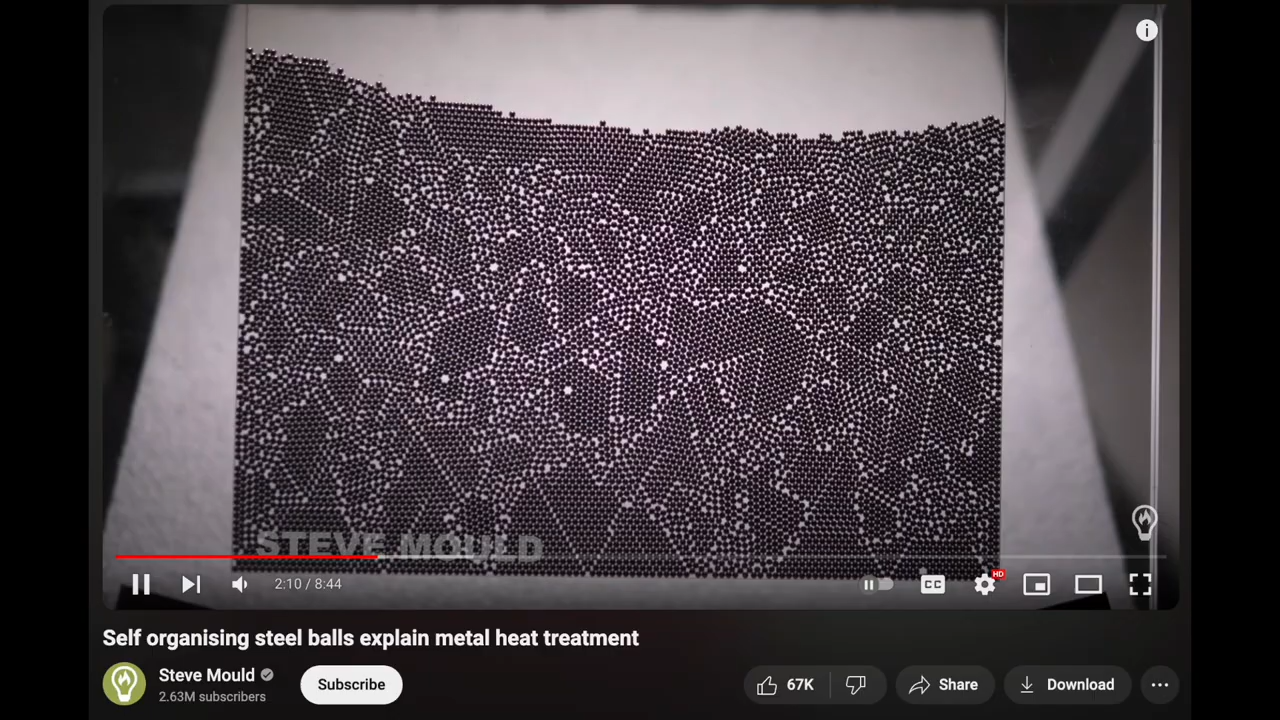 i
STEVE MOULD
2:10 / 8:44
CC
HD
Self organising steel balls explain metal heat treatment
Steve Mould
2.63M subscribers
Subscribe
67K
Share
Download